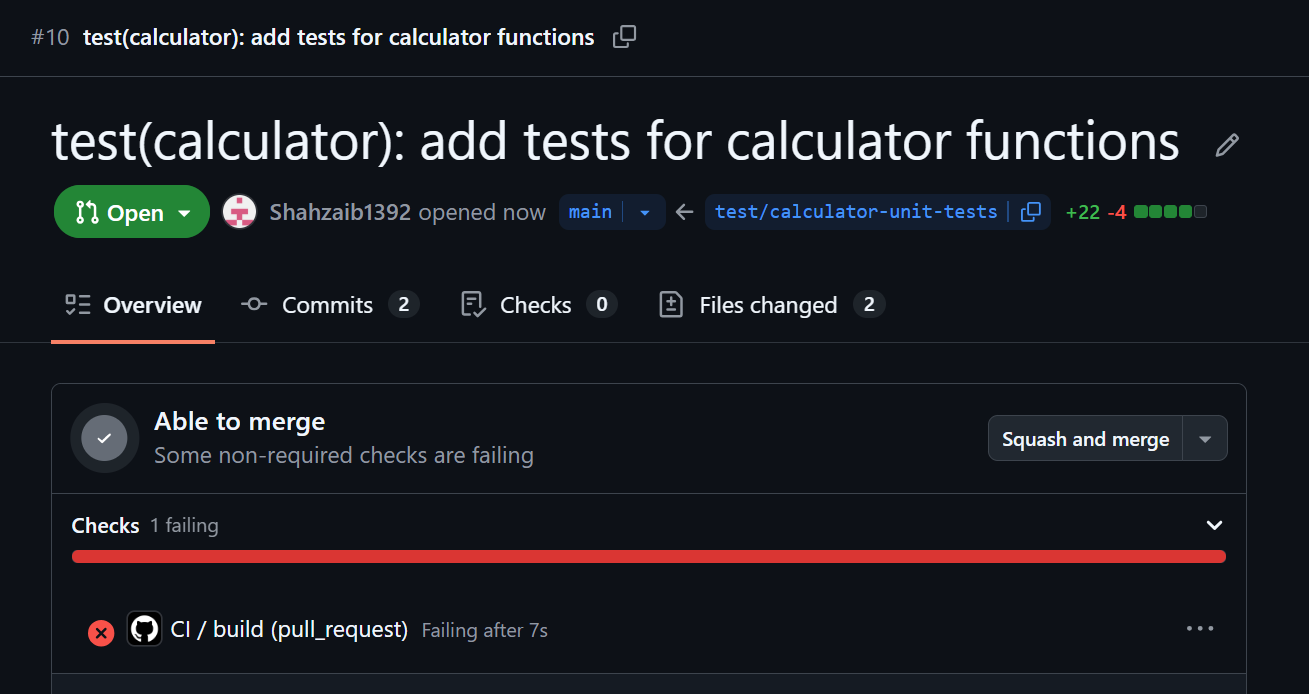 #10 test(calculator): add tests for calculator functions
test(calculator): add tests for calculator functions
Open Shahzaib1392 opened now main test/calculator-unit-tests +22 -4
Overview Commits 2 Checks 0 Files changed 2
Able to merge
Some non-required checks are failing
Squash and merge
Checks 1 failing
CI / build (pull_request) Failing after 7s